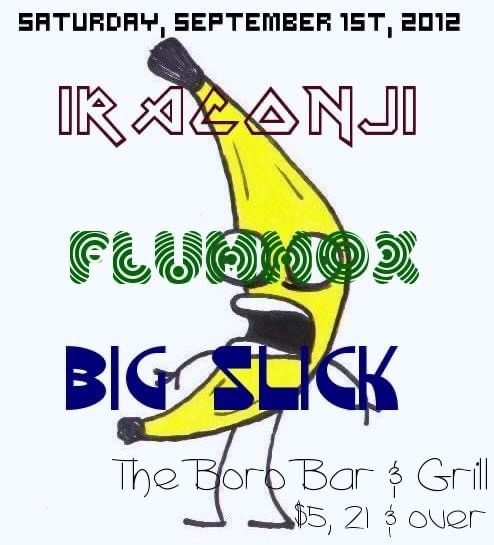 SATURDAY, SEPTEMBER 1ST, 2012
IRACONJI
FLUMMOX
BIG SLICK
The Boro Bar & Grill
$5, 21 & over